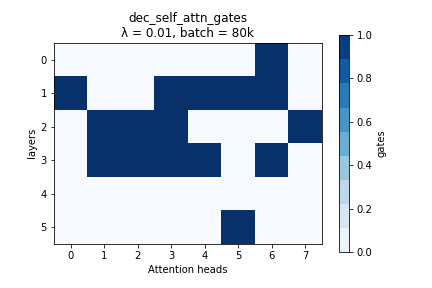 dec_self_attn_gates
λ = 0.01, batch = 80k
layers
0
1
2
3
4
5
0 1 2 3 4 5 6 7
Attention heads
1.0
0.8
0.6
0.4
0.2
0.0
gates